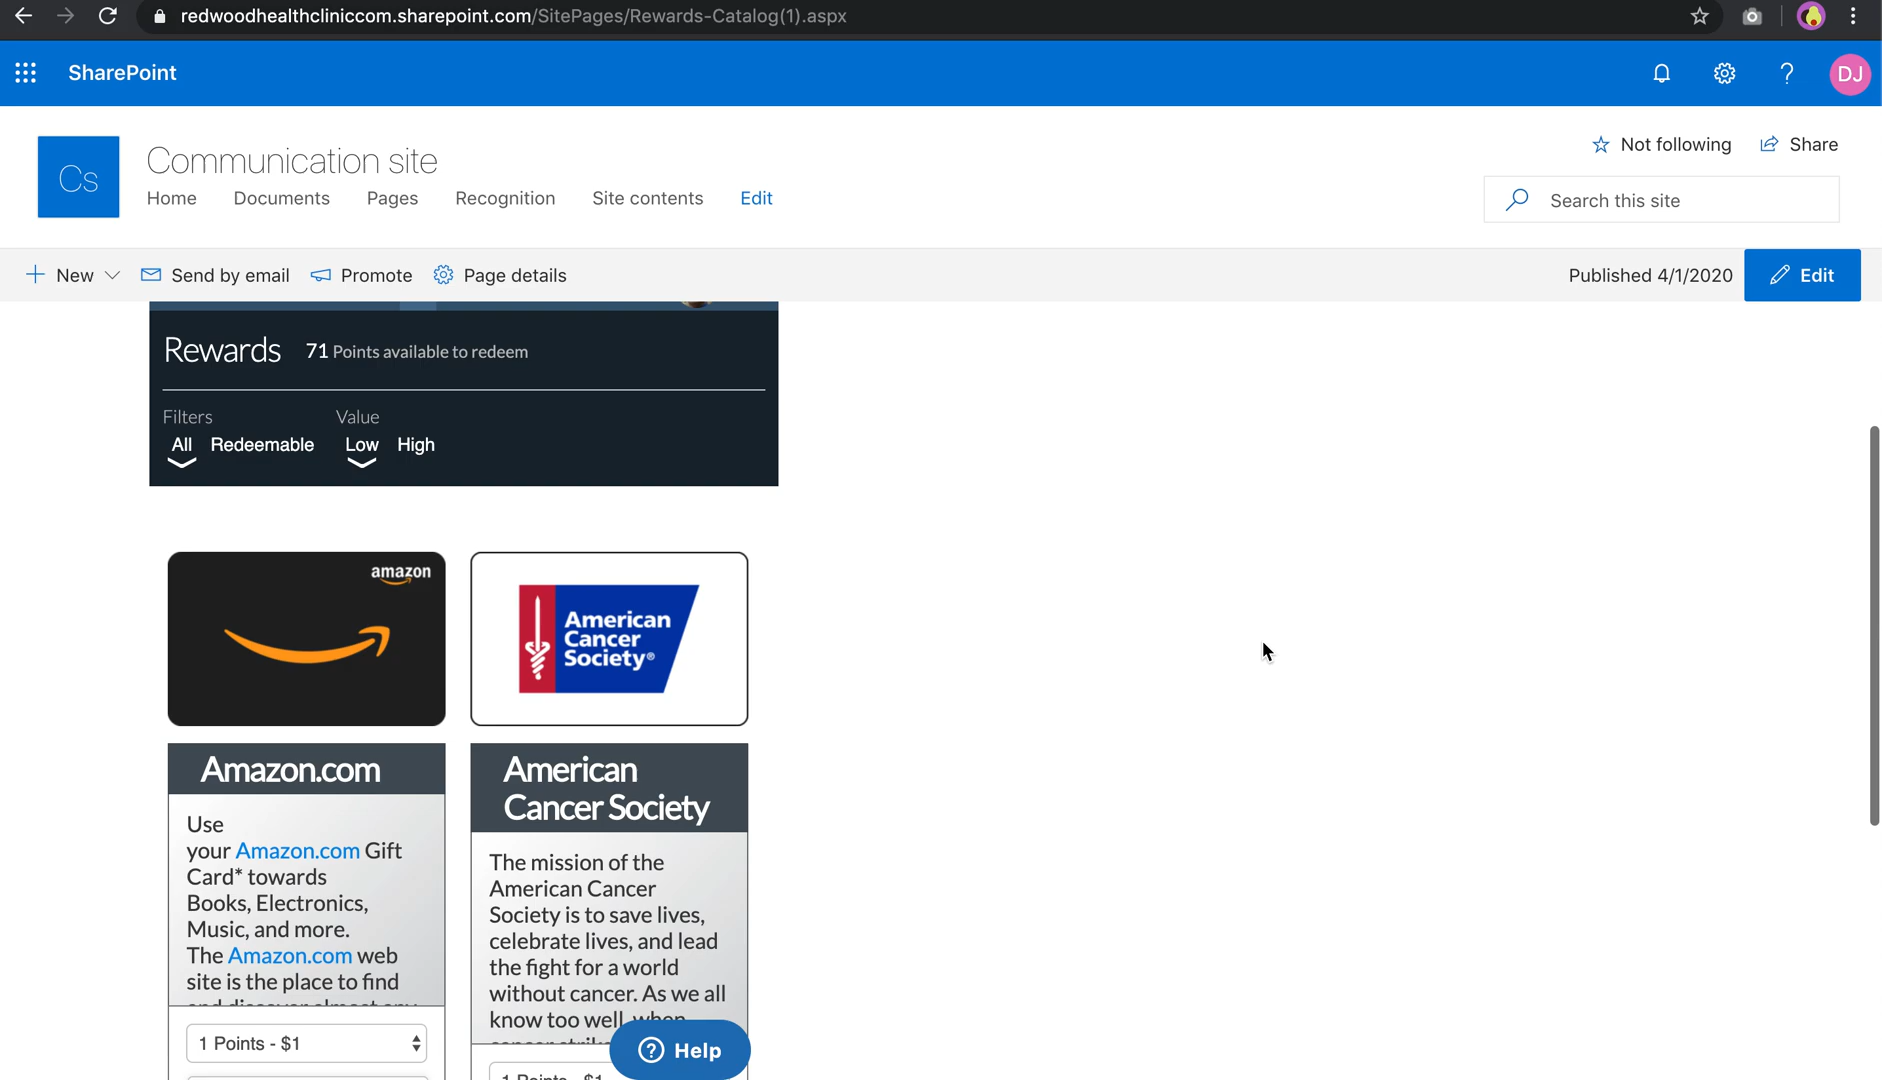 redwoodhealthcliniccom.sharepoint.com/SitePages/Rewards-Catalog(1).aspx
SharePoint
?
DJ
Cs
Communication site
Home Documents Pages Recognition Site contents Edit
Not following Share
Search this site
New Send by email Promote Page details
Published 4/1/2020 Edit
Rewards 71 Points available to redeem
Filters Value
All Redeemable Low High
amazon
American
Cancer
Society®
Amazon.com
Use
your Amazon.com Gift
Card* towards
Books, Electronics,
Music, and more.
The Amazon.com web
site is the place to find
1 Points - $1
American
Cancer Society
The mission of the
American Cancer
Society is to save lives,
celebrate lives, and lead
the fight for a world
without cancer. As we all
know too well, when
1 Points - $1
? Help